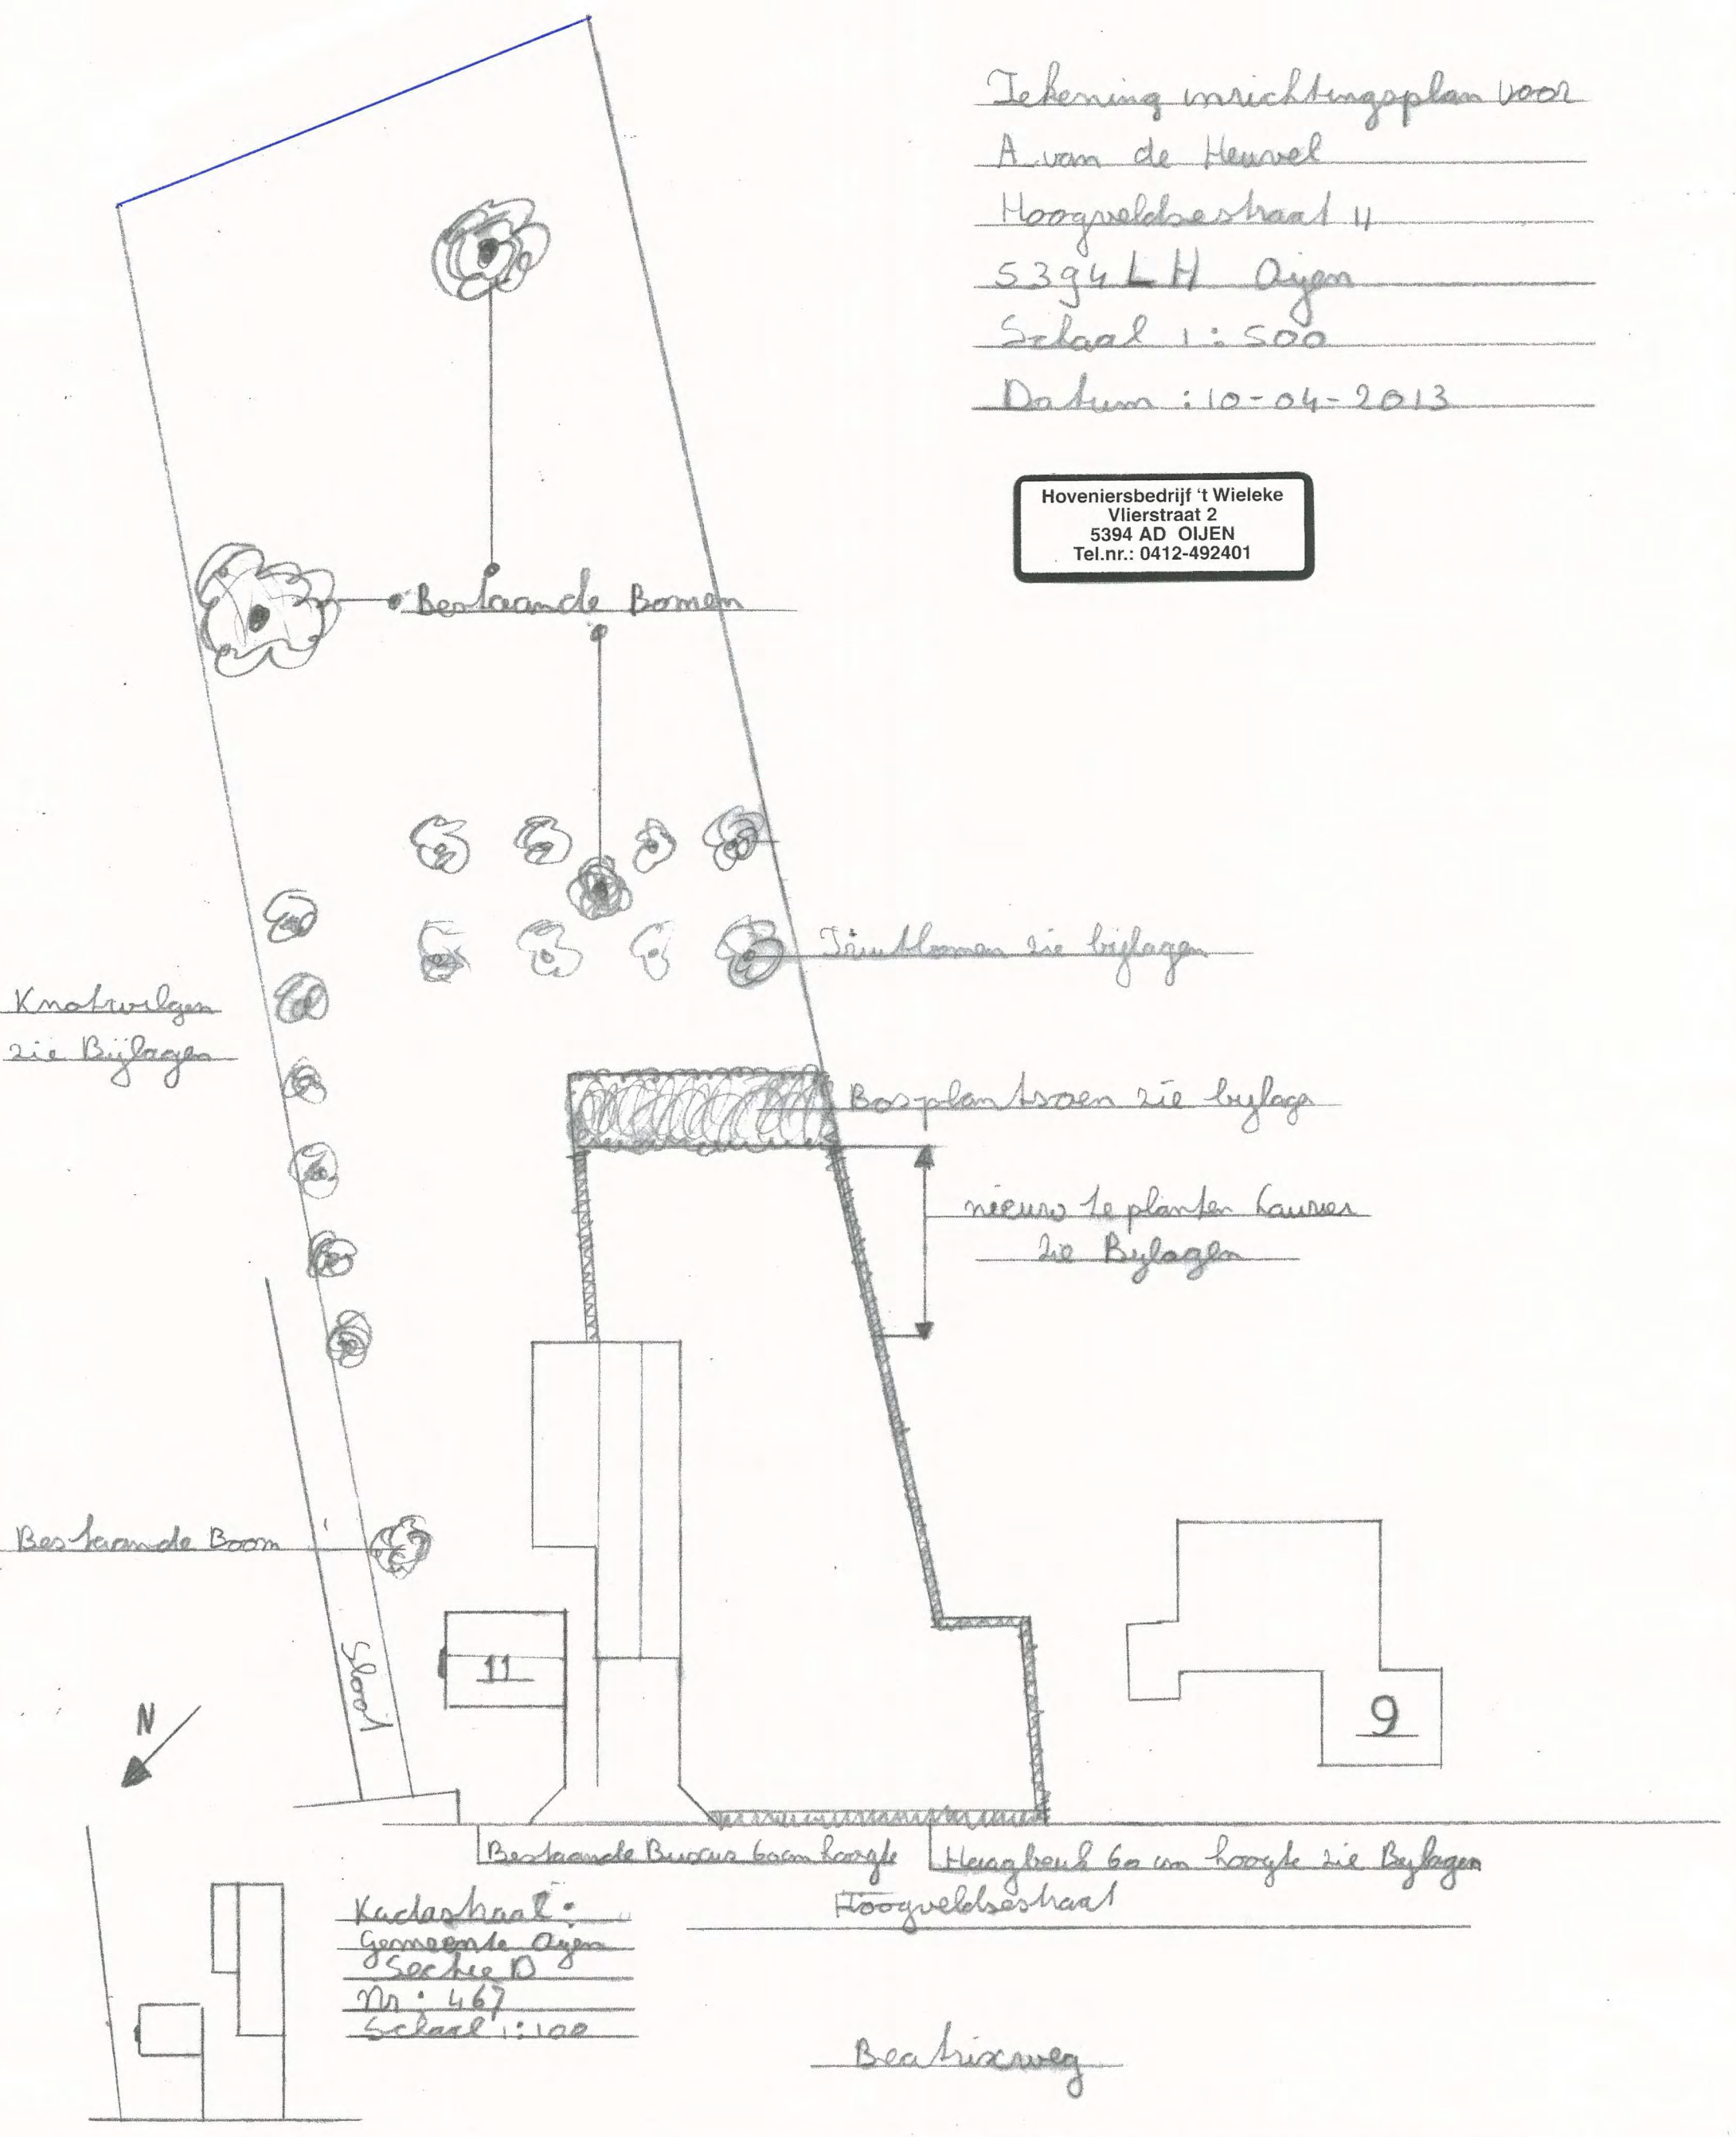 Tekening inrichtingsplan voor
A van de Heuvel
Hoogveldsestraat 11
5394 LH Oijen
Schaal 1:500
Datum : 10-04-2013
Hoveniersbedrijf 't Wieleke
Vlierstraat 2
5394 AD OIJEN
Tel.nr.: 0412-492401
Bestaande Bomen
Fruitbomen zie bijlagen
Knotwilgen
zie Bijlagen
Bosplantsoen zie bijlage
nieuw te planten Laurier
zie Bijlagen
Bestaande Boom
11
Sloot
9
N
Bestaande Buxus 60cm hoogte
Haagbeuk 60 cm hoogte zie Bijlagen
Hoogveldsestraat
Kadastraal:
Gemeente Oijen
Sectie D
Nr: 467
Schaal 1:100
Beatrixweg